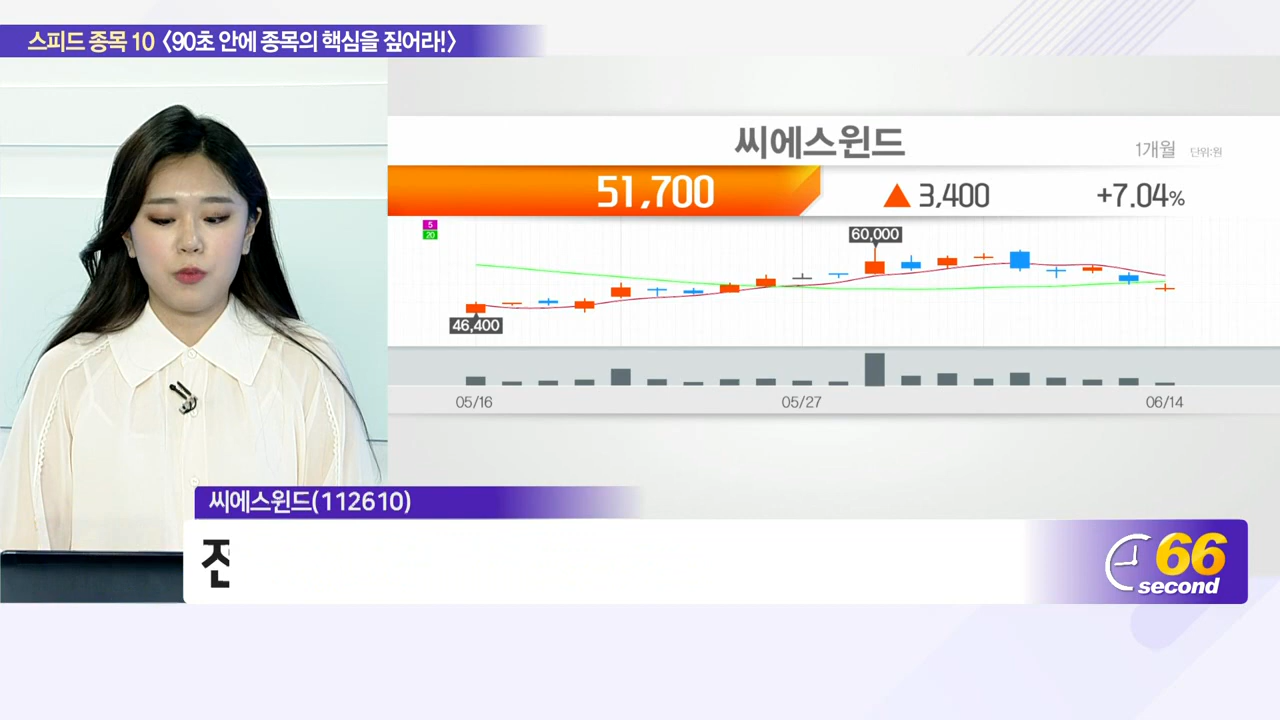 스피드 종목 10 <90초 안에 종목의 핵심을 짚어라!>
씨에스윈드
1개월 단위:원
51,700 ▲ 3,400 +7.04%
5
20
60,000
46,400
05/16 05/27 06/14
씨에스윈드(112610)
66
second